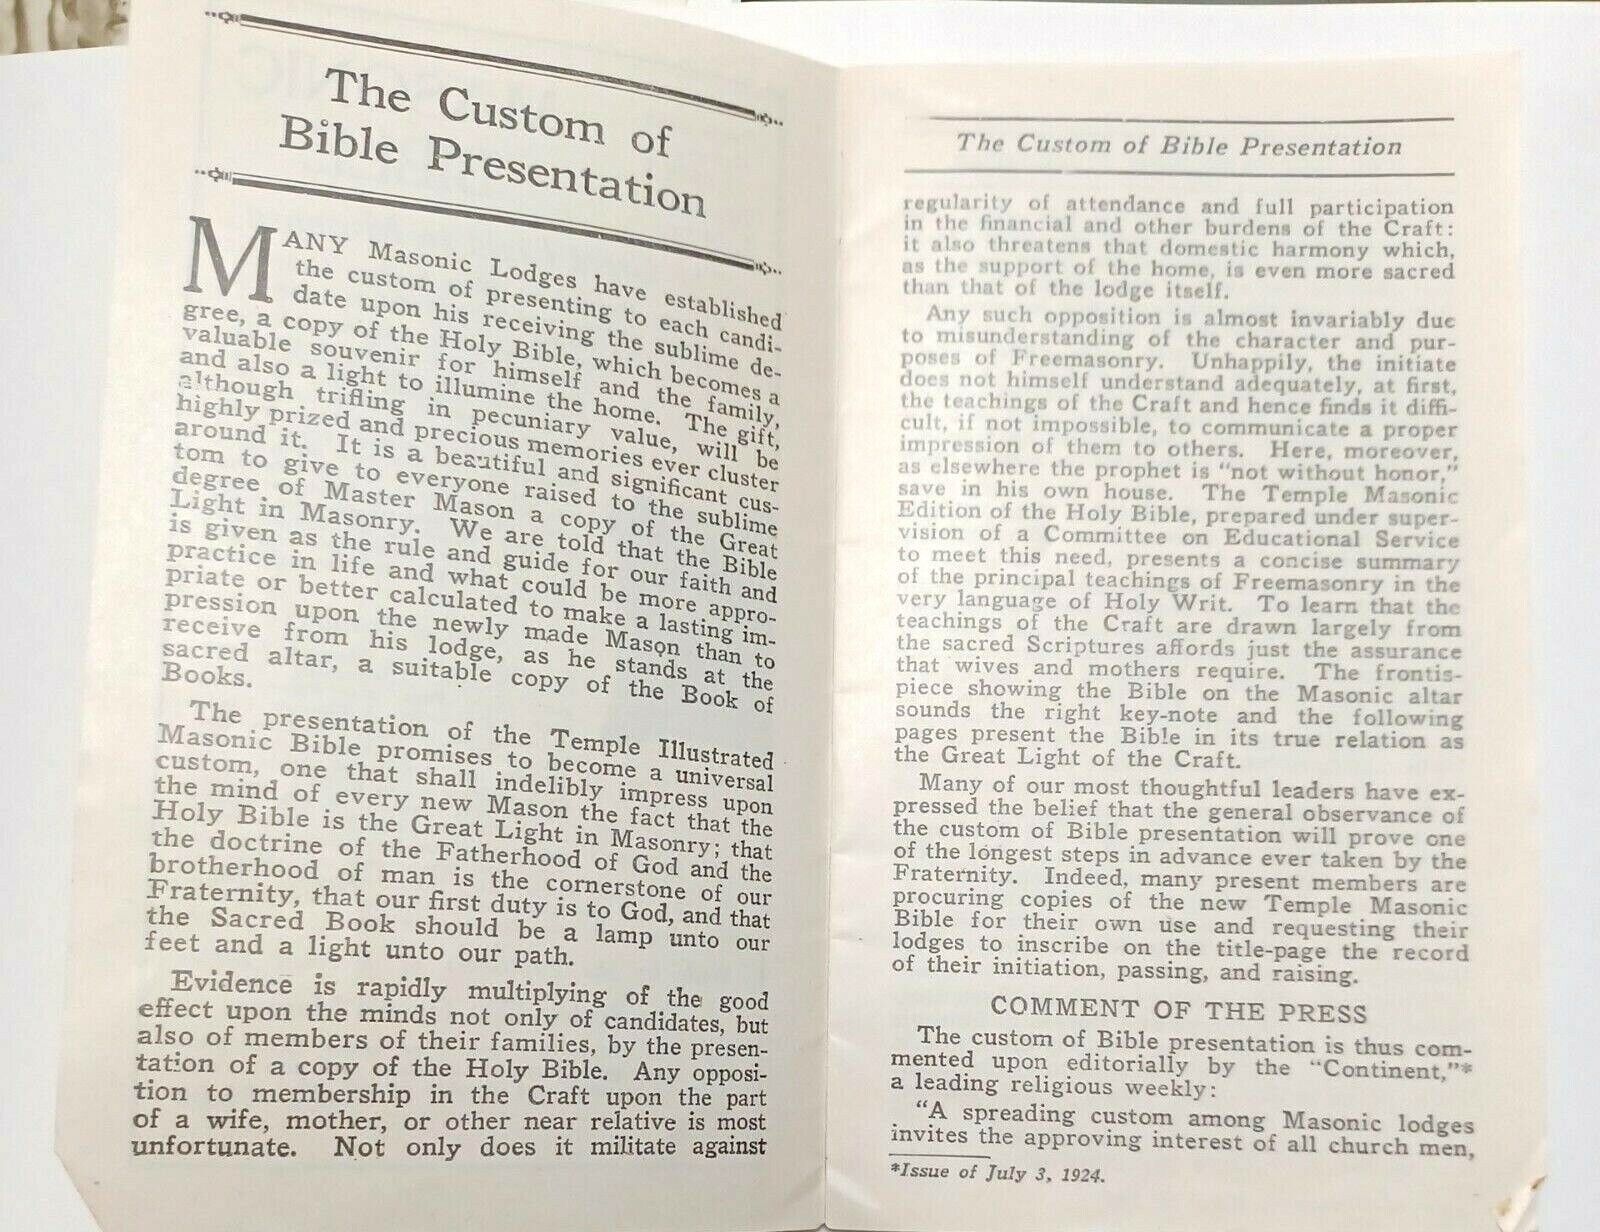 The Custom of
Bible Presentation
MANY Masonic Lodges have established
the custom of presenting to each candi-
date upon his receiving the sublime de-
gree, a copy of the Holy Bible, which becomes a
valuable souvenir for himself and the family,
and also a light to illumine the home. The gift,
although trifling in pecuniary value, will be
highly prized and precious memories ever cluster
around it. It is a beautiful and significant cus-
tom to give to everyone raised to the sublime
degree of Master Mason a copy of the Great
Light in Masonry. We are told that the Bible
is given as the rule and guide for our faith and
practice in life and what could be more appro-
priate or better calculated to make a lasting im-
pression upon the newly made Mason than to
receive from his lodge, as he stands at the
sacred altar, a suitable copy of the Book of
Books.
The presentation of the Temple Illustrated
Masonic Bible promises to become a universal
custom, one that shall indelibly impress upon
the mind of every new Mason the fact that the
Holy Bible is the Great Light in Masonry; that
the doctrine of the Fatherhood of God and the
brotherhood of man is the cornerstone of our
Fraternity, that our first duty is to God, and that
the Sacred Book should be a lamp unto our
feet and a light unto our path.
Evidence is rapidly multiplying of the good
effect upon the minds not only of candidates, but
also of members of their families, by the presen-
tation of a copy of the Holy Bible. Any opposi-
tion to membership in the Craft upon the part
of a wife, mother, or other near relative is most
unfortunate. Not only does it militate against
The Custom of Bible Presentation
regularity of attendance and full participation
in the financial and other burdens of the Craft:
it also threatens that domestic harmony which,
as the support of the home, is even more sacred
than that of the lodge itself.
Any such opposition is almost invariably due
to misunderstanding of the character and pur-
poses of Freemasonry. Unhappily, the initiate
does not himself understand adequately, at first,
the teachings of the Craft and hence finds it diffi-
cult, if not impossible, to communicate a proper
impression of them to others. Here, moreover,
as elsewhere the prophet is "not without honor,"
save in his own house. The Temple Masonic
Edition of the Holy Bible, prepared under super-
vision of a Committee on Educational Service
to meet this need, presents a concise summary
of the principal teachings of Freemasonry in the
very language of Holy Writ. To learn that the
teachings of the Craft are drawn largely from
the sacred Scriptures affords just the assurance
that wives and mothers require. The frontis-
piece showing the Bible on the Masonic altar
sounds the right key-note and the following
pages present the Bible in its true relation as
the Great Light of the Craft.
Many of our most thoughtful leaders have ex-
pressed the belief that the general observance of
the custom of Bible presentation will prove one
of the longest steps in advance ever taken by the
Fraternity. Indeed, many present members are
procuring copies of the new Temple Masonic
Bible for their own use and requesting their
lodges to inscribe on the title-page the record
of their initiation, passing, and raising.
COMMENT OF THE PRESS
The custom of Bible presentation is thus com-
mented upon editorially by the "Continent,"*
a leading religious weekly:
"A spreading custom among Masonic lodges
invites the approving interest of all church men,
*Issue of July 3, 1924.